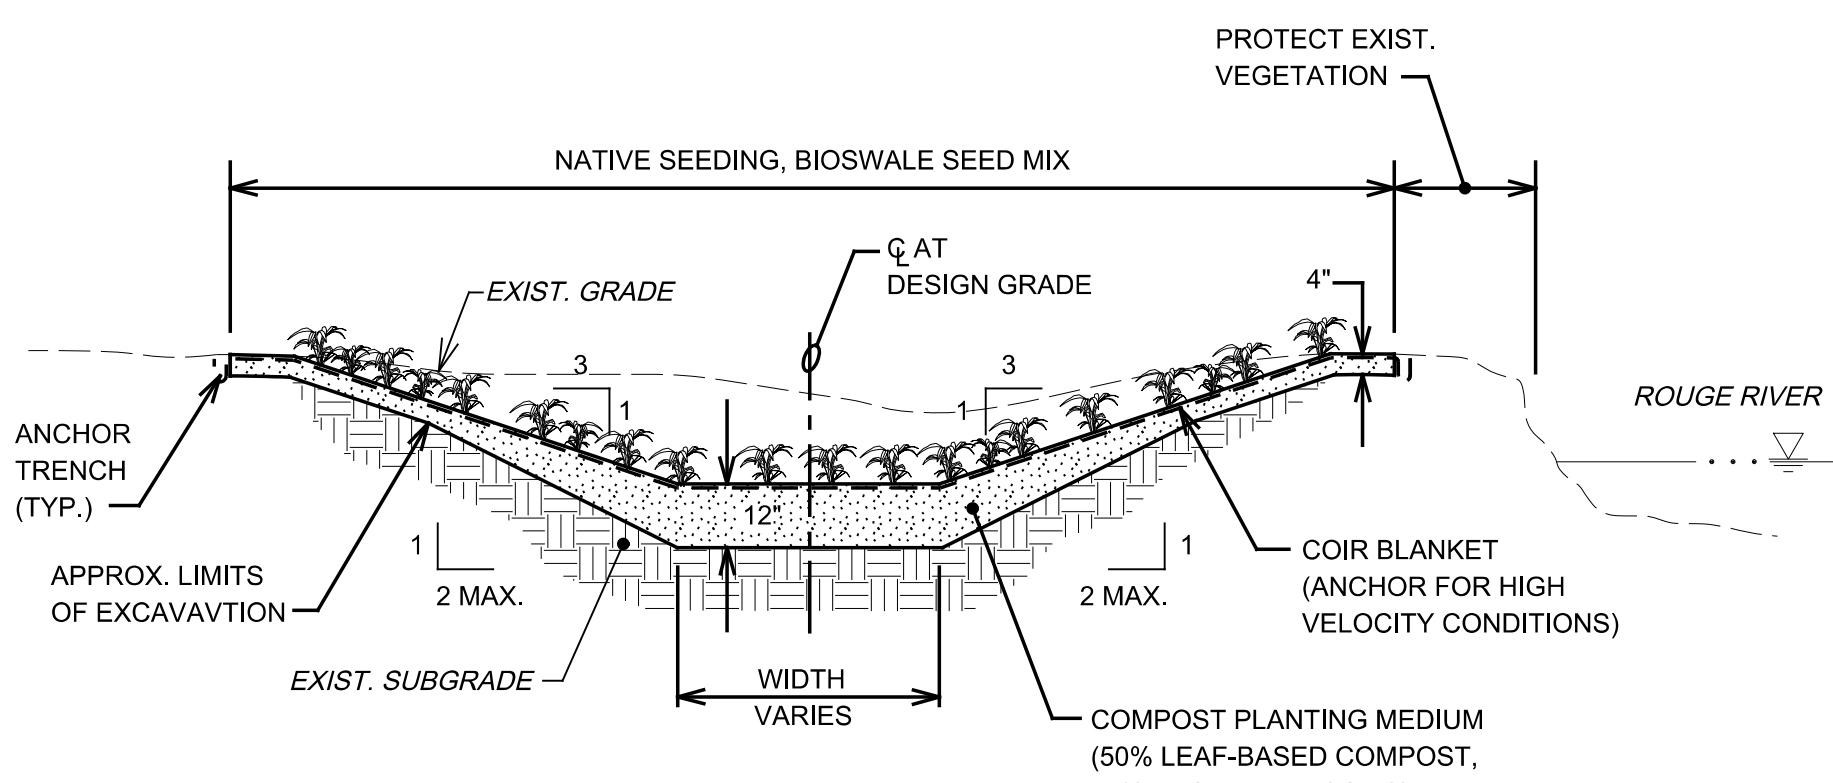 PROTECT EXIST.
VEGETATION
NATIVE SEEDING, BIOSWALE SEED MIX
℄ AT
DESIGN GRADE
4"
EXIST. GRADE
3
1
3
1
ROUGE RIVER
ANCHOR
TRENCH
(TYP.)
12"
1
2 MAX.
1
2 MAX.
APPROX. LIMITS
OF EXCAVAVTION
COIR BLANKET
(ANCHOR FOR HIGH
VELOCITY CONDITIONS)
EXIST. SUBGRADE
WIDTH
VARIES
COMPOST PLANTING MEDIUM
(50% LEAF-BASED COMPOST,